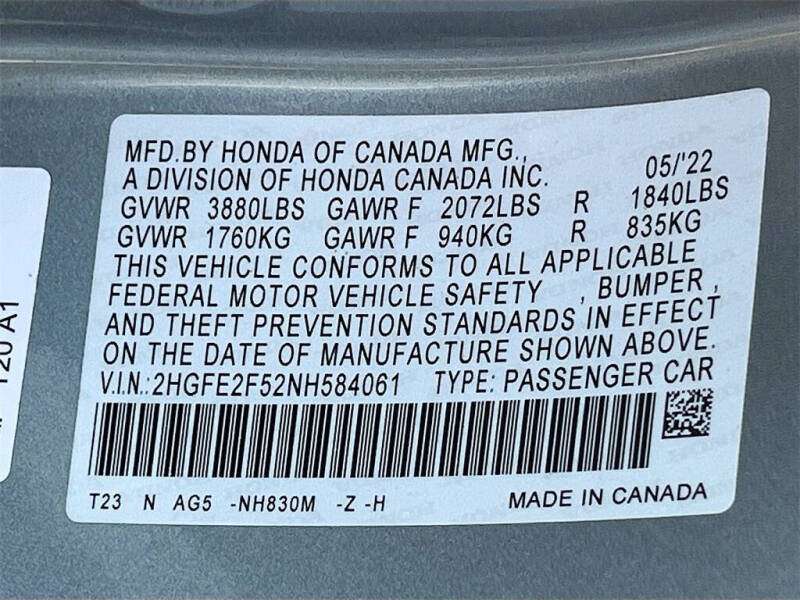 MFD.BY HONDA OF CANADA MFG.,
A DIVISION OF HONDA CANADA INC. 05/'22
GVWR 3880LBS GAWR F 2072LBS R 1840LBS
GVWR 1760KG GAWR F 940KG R 835KG
THIS VEHICLE CONFORMS TO ALL APPLICABLE
FEDERAL MOTOR VEHICLE SAFETY , BUMPER ,
AND THEFT PREVENTION STANDARDS IN EFFECT
ON THE DATE OF MANUFACTURE SHOWN ABOVE.
V.I.N.:2HGFE2F52NH584061 TYPE: PASSENGER CAR
T23 N AG5 -NH830M -Z -H MADE IN CANADA
T20 A1